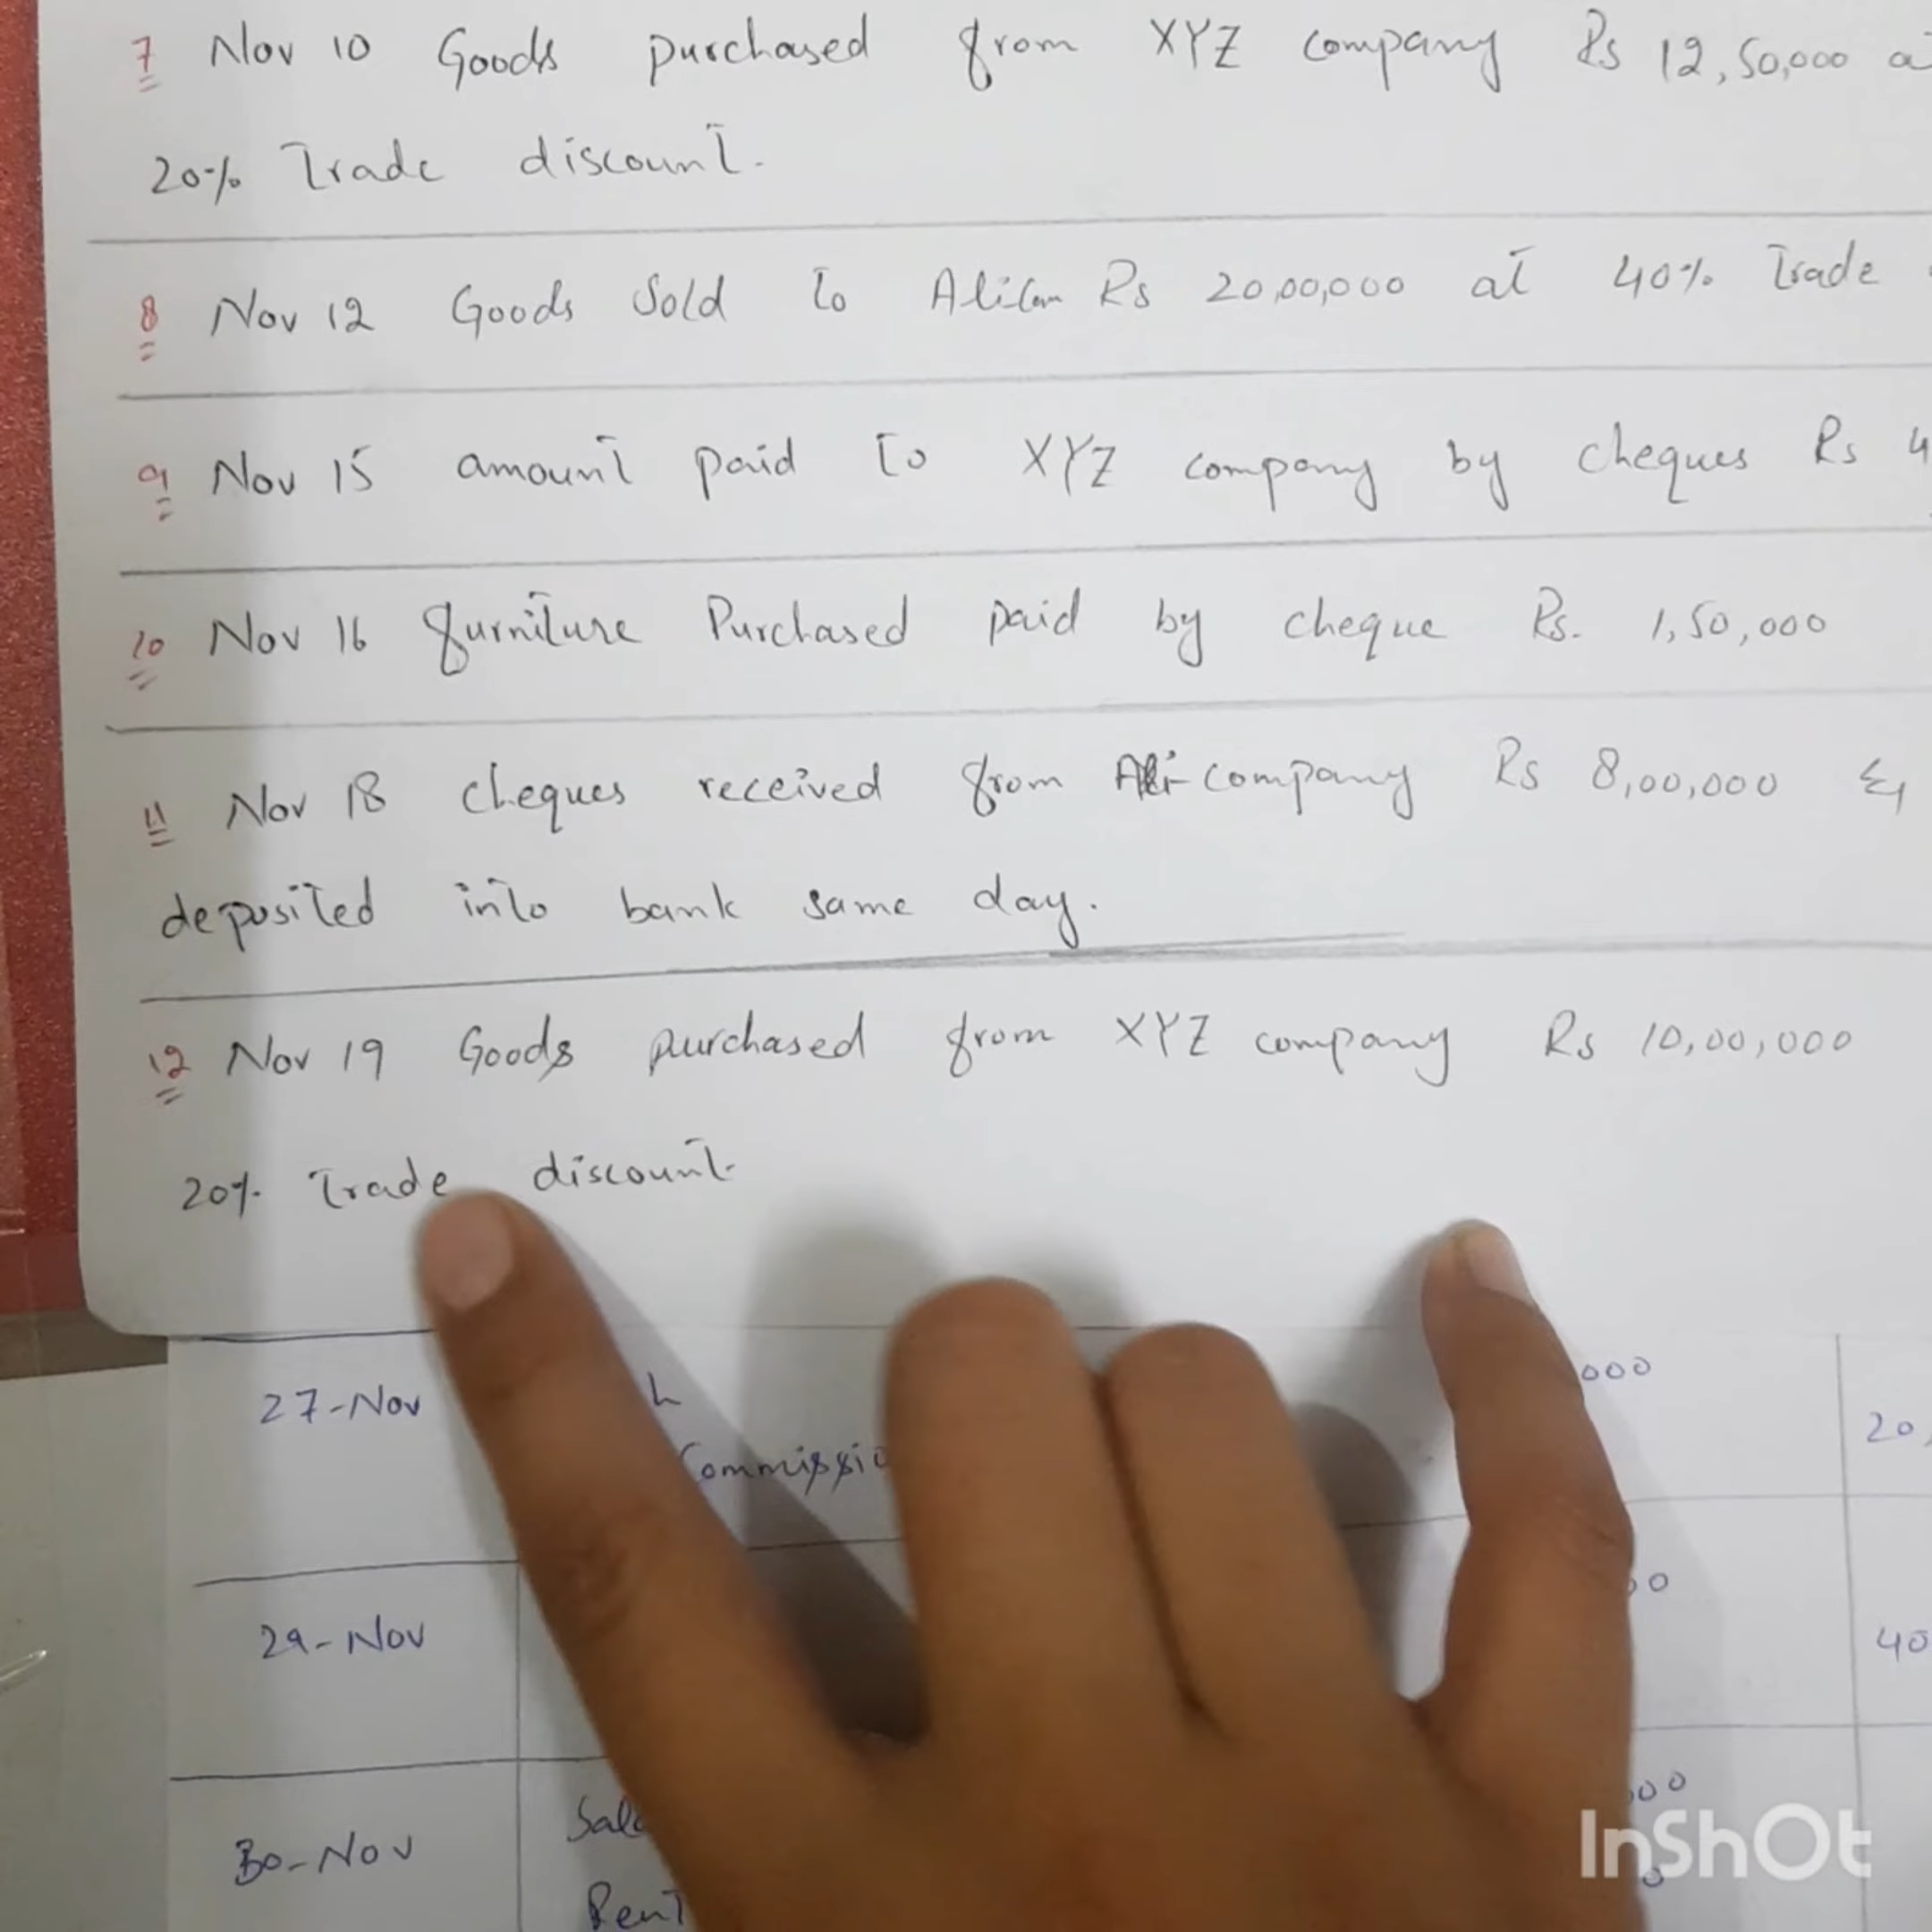 7 Nov 10 Goods purchased from XYZ company Rs 12,50,000
20% Trade discount.
8 Nov 12 Goods Sold to Rs 20,00,000 at 40% Trade
9 Nov 15 amount paid to XYZ company by cheques Rs 4
10 Nov 16 furniture Purchased paid by cheque Rs. 1,50,000
11 Nov 18 cheques received from Ali company Rs 8,00,000 &
deposited into bank same day.
12 Nov 19 Goods purchased from XYZ company Rs 10,00,000
20% Trade discount
27-Nov 000
20,
29-Nov
40
30-Nov
Rent
InShOt